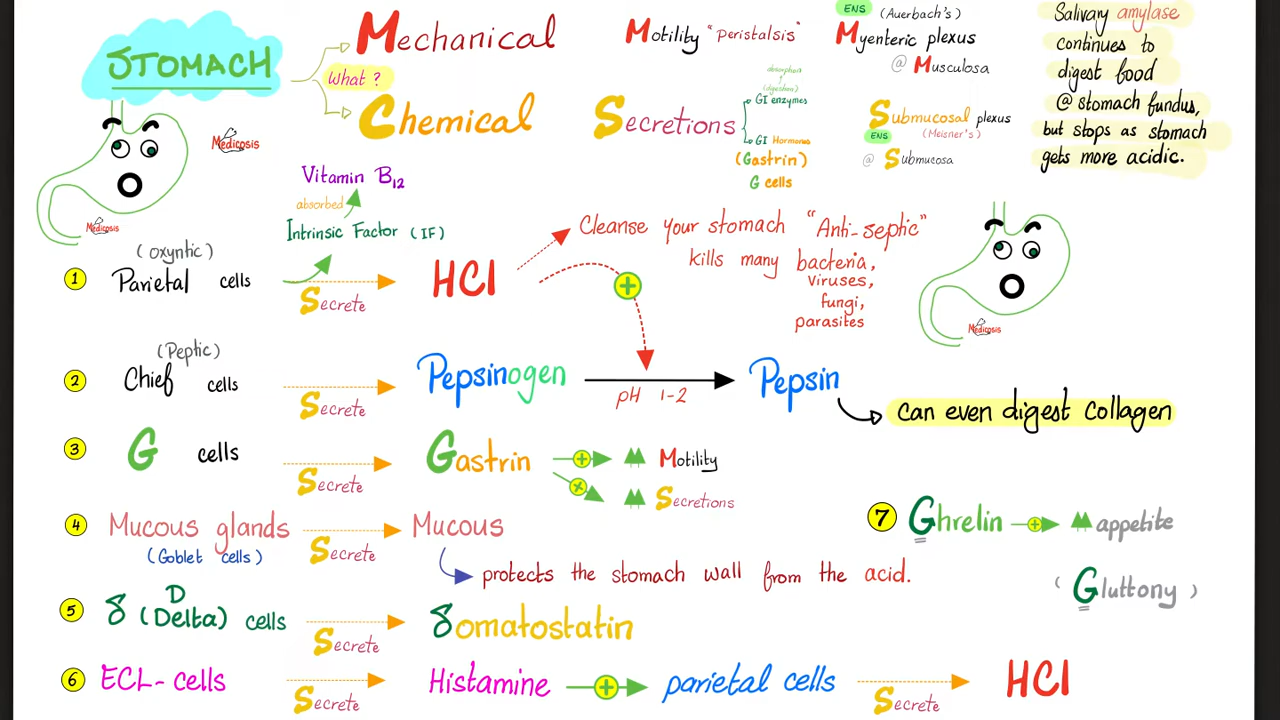 STOMACH
What ?
Mechanical
Chemical
Motility "peristalsis"
Secretions
absorption
(digestion)
GI enzymes
GI Hormones
(Gastrin)
G cells
ENS (Auerbach's)
Myenteric plexus
@ Musculosa
Submucosal plexus
ENS (Meisner's)
@ Submucosa
Salivary amylase
continues to
digest food
@ stomach fundus,
but stops as stomach
gets more acidic.
Medicosis
Medicosis
Vitamin B12
absorbed
Intrinsic Factor (IF)
(Oxyntic)
1 Parietal cells
Secrete
HCl
Cleanse your stomach "Anti-septic"
kills many bacteria,
viruses,
fungi,
parasites
+
Medicosis
(Peptic)
2 Chief cells
Secrete
Pepsinogen
pH 1-2
Pepsin
can even digest collagen
3 G cells
Secrete
Gastrin
+ Motility
+ Secretions
4 Mucous glands
(Goblet cells)
Secrete
Mucous
protects the stomach wall from the acid.
7 Ghrelin + appetite
(Gluttony)
D
5 δ (Delta) cells
Secrete
δomatostatin
6 ECL-cells
Secrete
Histamine + parietal cells
Secrete
HCl